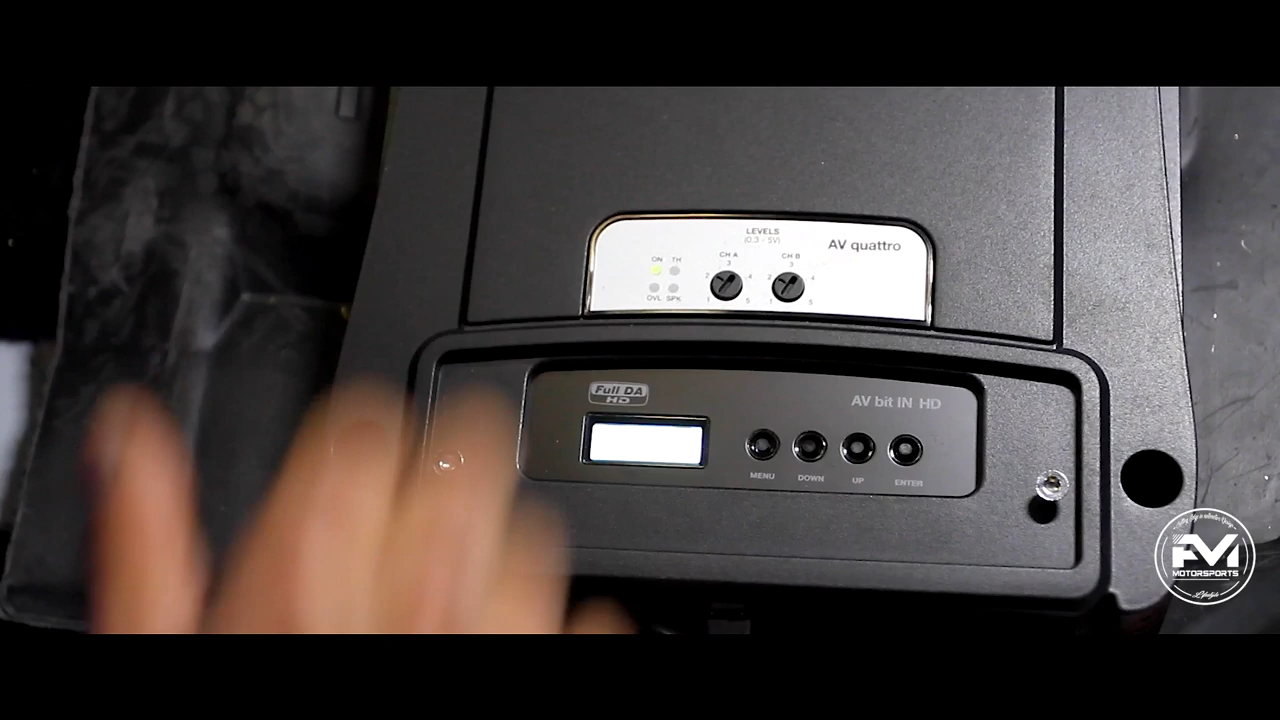 LEVELS
(0.3 - 5V)
AV quattro
CH A
CH B
ON TH
3
3
2
4
2
4
OVL SPK
1
5
1
5
Full DA
HD
AV bit IN HD
MENU
DOWN
UP
ENTER
FM
MOTORSPORTS
Lifestyle